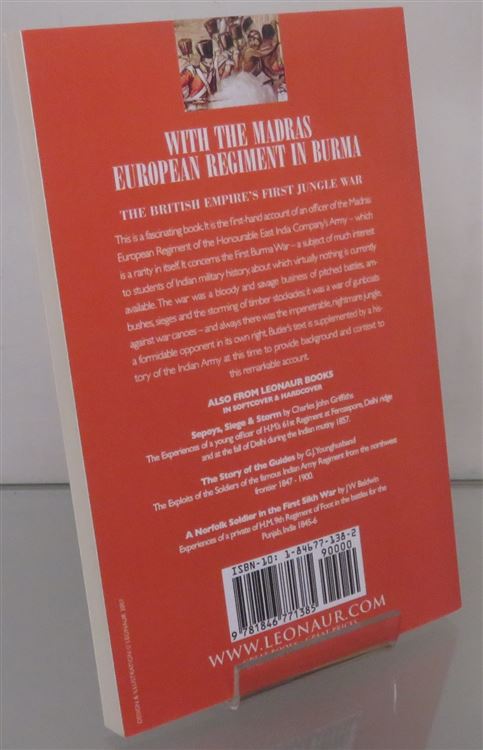 WITH THE MADRAS
EUROPEAN REGIMENT IN BURMA
THE BRITISH EMPIRE'S FIRST JUNGLE WAR
This is a fascinating book. It is the first-hand account of an officer of the Madras
European Regiment of the Honourable East India Company's Army – which
is a rarity in itself. It concerns the First Burma War – a subject of much interest
to students of Indian military history, about which virtually nothing is currently
available. The war was a bloody and savage business of pitched battles, am-
bushes, sieges and the storming of timber stockades; it was a war of gunboats
against war canoes – and always there was the impenetrable, nightmare jungle,
a formidable opponent in its own right. Butler's text is supplemented by a his-
tory of the Indian Army at this time to provide background and context to
this remarkable account.
ALSO FROM LEONAUR BOOKS
IN SOFTCOVER & HARDCOVER
Sepoys, Siege & Storm by Charles John Griffiths
The Experiences of a young officer of H.M.'s 61st Regiment at Ferozepore, Delhi ridge
and at the fall of Delhi during the Indian mutiny 1857.
The Story of the Guides by G.J. Younghusband
The Exploits of the Soldiers of the famous Indian Army Regiment from the northwest
frontier 1847 - 1900.
A Norfolk Soldier in the First Sikh War by J.W. Baldwin
Experiences of a private of H.M. 9th Regiment of Foot in the battles for the
Punjab, India 1845-6
ISBN-10: 1-84677-138-2
90000
9 781846 771385
WWW.LEONAUR.COM
DESIGN & ILLUSTRATION © LEONAUR 2007